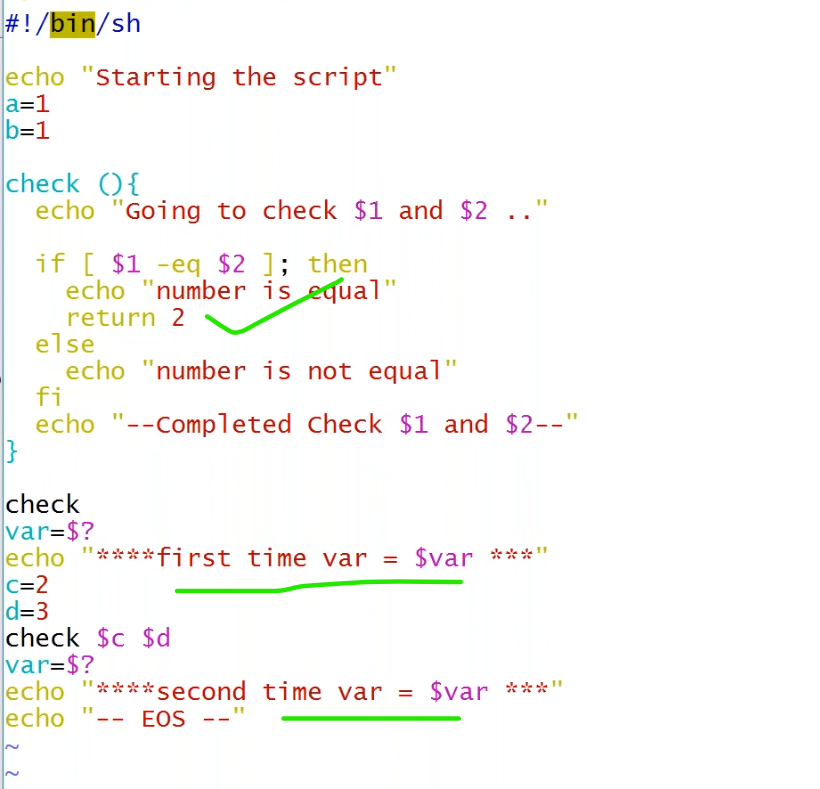 #!/bin/sh
echo "Starting the script"
a=1
b=1
check (){
  echo "Going to check $1 and $2 .."
  if [ $1 -eq $2 ]; then
    echo "number is equal"
    return 2
  else
    echo "number is not equal"
  fi
  echo "--Completed Check $1 and $2--"
}
check
var=$?
echo "****first time var = $var ***"
c=2
d=3
check $c $d
var=$?
echo "****second time var = $var ***"
echo "-- EOS --"
~
~